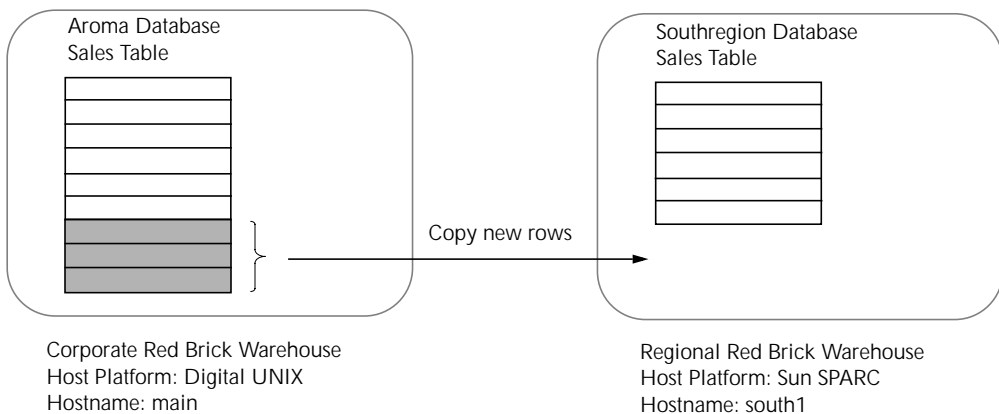 Aroma Database
Sales Table
Southregion Database
Sales Table
Copy new rows
Corporate Red Brick Warehouse
Host Platform: Digital UNIX
Hostname: main
Regional Red Brick Warehouse
Host Platform: Sun SPARC
Hostname: south1